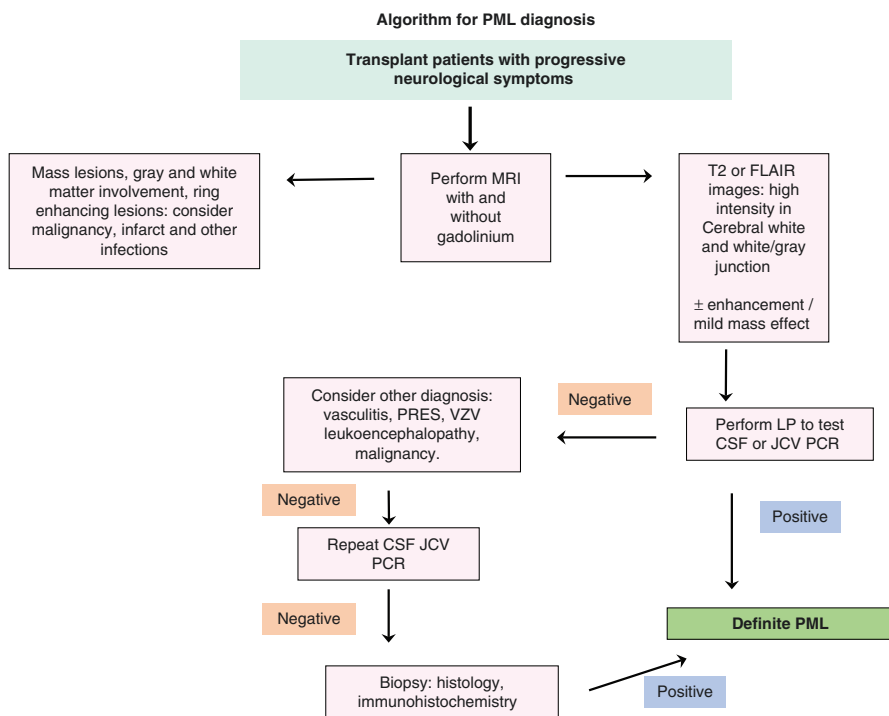 Algorithm for PML diagnosis
Transplant patients with progressive
neurological symptoms
Mass lesions, gray and white
matter involvement, ring
enhancing lesions: consider
malignancy, infarct and other
infections
Perform MRI
with and
without
gadolinium
T2 or FLAIR
images: high
intensity in
Cerebral white
and white/gray
junction
± enhancement /
mild mass effect
Consider other diagnosis:
vasculitis, PRES, VZV
leukoencephalopathy,
malignancy.
Negative
Perform LP to test
CSF or JCV PCR
Negative
Positive
Repeat CSF JCV
PCR
Negative
Definite PML
Biopsy: histology,
immunohistochemistry
Positive